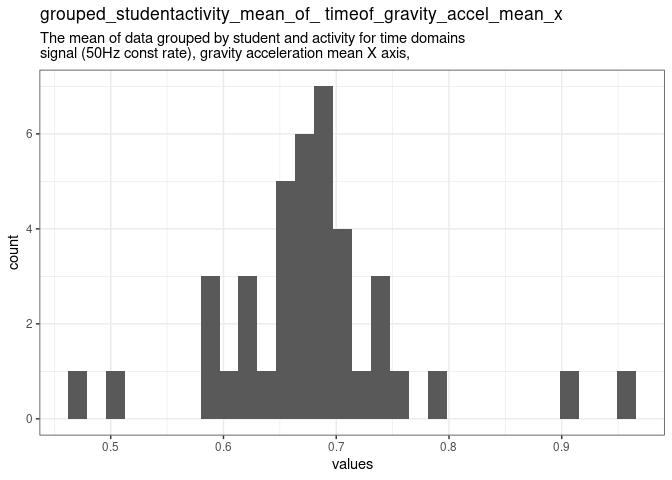 grouped_studentactivity_mean_of_ timeof_gravity_accel_mean_x
The mean of data grouped by student and activity for time domains
signal (50Hz const rate), gravity acceleration mean X axis,
6
4
2
0
count
0.5 0.6 0.7 0.8 0.9
values